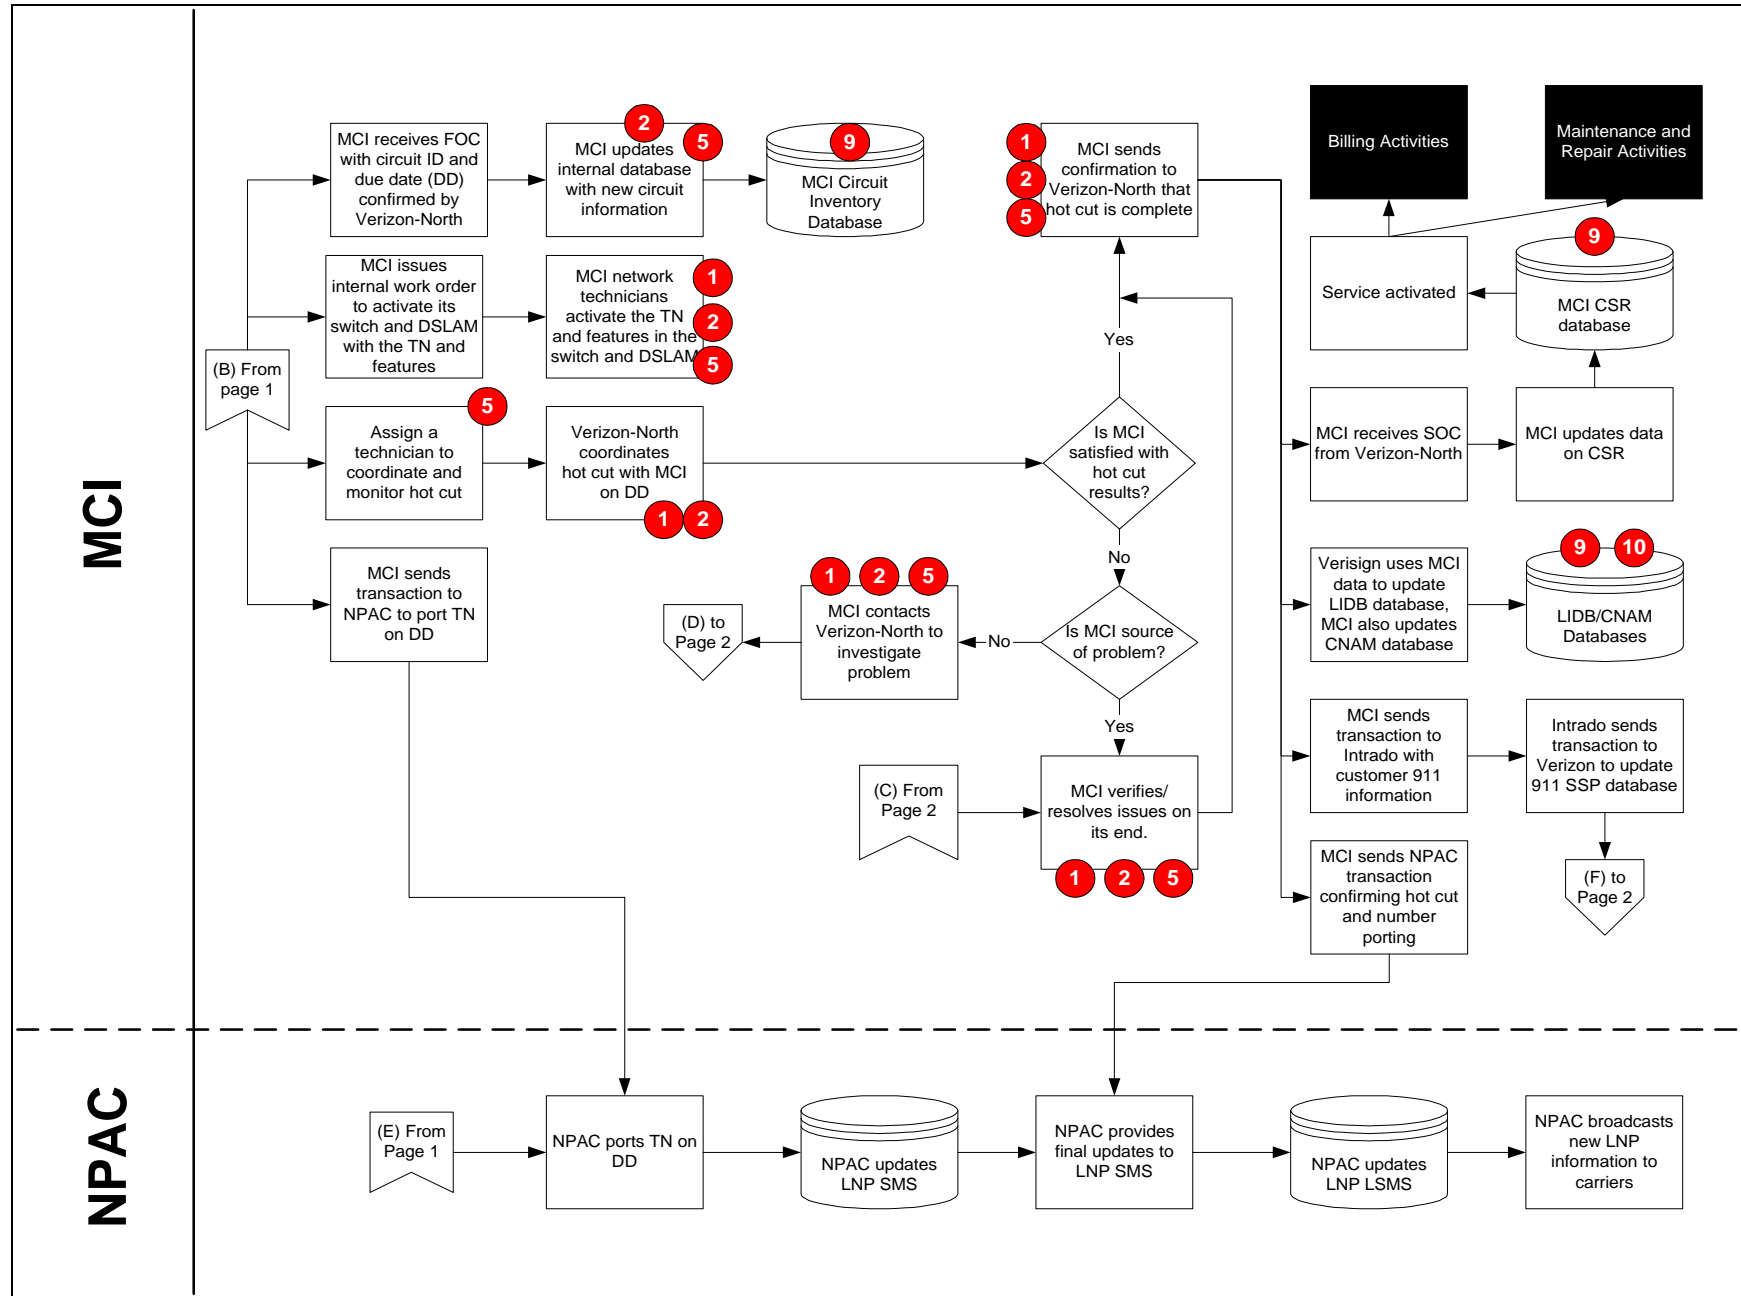 MCI
(B) From
page 1
MCI receives FOC
with circuit ID and
due date (DD)
confirmed by
Verizon-North
2
5
MCI updates
internal database
with new circuit
information
9
MCI Circuit
Inventory
Database
MCI issues
internal work order
to activate its
switch and DSLAM
with the TN and
features
1
2
5
MCI network
technicians
activate the TN
and features in the
switch and DSLAM
5
Assign a
technician to
coordinate and
monitor hot cut
Verizon-North
coordinates
hot cut with MCI
on DD
1
2
MCI sends
transaction to
NPAC to port TN
on DD
1
2
5
MCI sends
confirmation to
Verizon-North that
hot cut is complete
Yes
Is MCI
satisfied with
hot cut
results?
No
Is MCI source
of problem?
No
1
2
5
MCI contacts
Verizon-North to
investigate
problem
(D) to
Page 2
Yes
(C) From
Page 2
MCI verifies/
resolves issues on
its end.
1
2
5
Billing Activities
Maintenance and
Repair Activities
Service activated
9
MCI CSR
database
MCI receives SOC
from Verizon-North
MCI updates data
on CSR
Verisign uses MCI
data to update
LIDB database,
MCI also updates
CNAM database
9
10
LIDB/CNAM
Databases
MCI sends
transaction to
Intrado with
customer 911
information
Intrado sends
transaction to
Verizon to update
911 SSP database
(F) to
Page 2
MCI sends NPAC
transaction
confirming hot cut
and number
porting
NPAC
(E) From
Page 1
NPAC ports TN on
DD
NPAC updates
LNP SMS
NPAC provides
final updates to
LNP SMS
NPAC updates
LNP LSMS
NPAC broadcasts
new LNP
information to
carriers